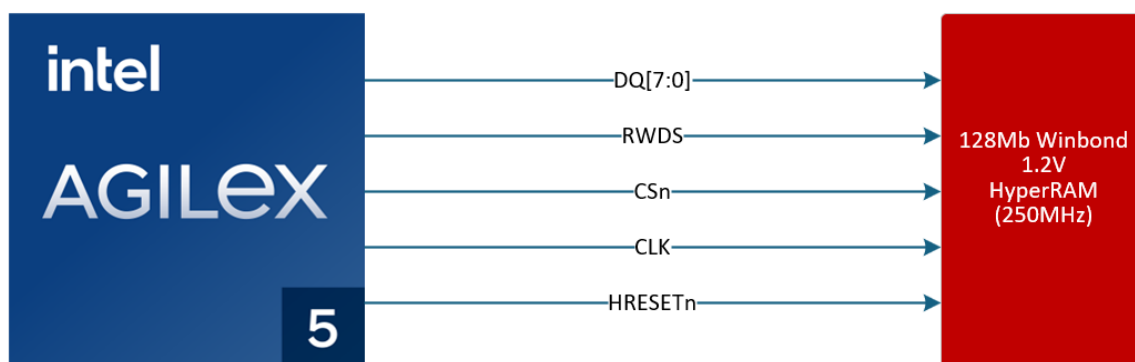 intel
AGILEX
5
DQ[7:0]
RWDS
CSn
CLK
HRESETn
128Mb Winbond
1.2V
HyperRAM
(250MHz)